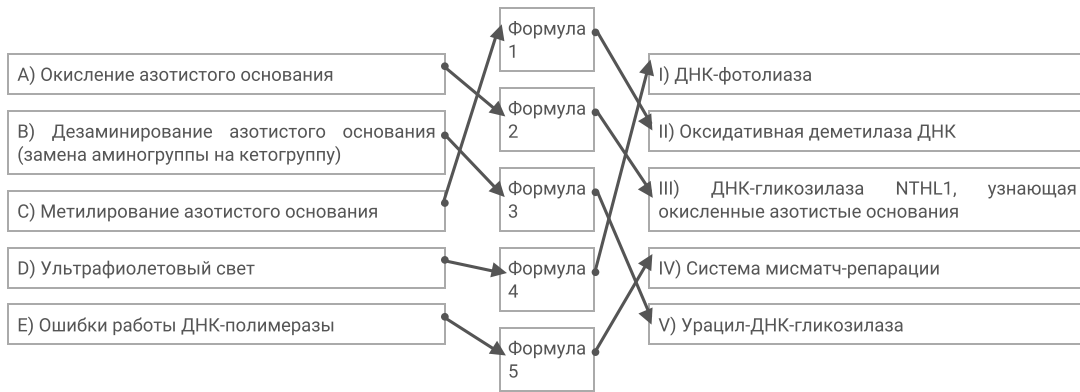 A) Окисление азотистого основания
B) Дезаминирование азотистого основания
(замена аминогруппы на кетогруппу)
C) Метилирование азотистого основания
D) Ультрафиолетовый свет
E) Ошибки работы ДНК-полимеразы
Формула
1
Формула
2
Формула
3
Формула
4
Формула
5
I) ДНК-фотолиаза
II) Оксидативная деметилаза ДНК
III) ДНК-гликозилаза NTHL1, узнающая
окисленные азотистые основания
IV) Система мисматч-репарации
V) Урацил-ДНК-гликозилаза